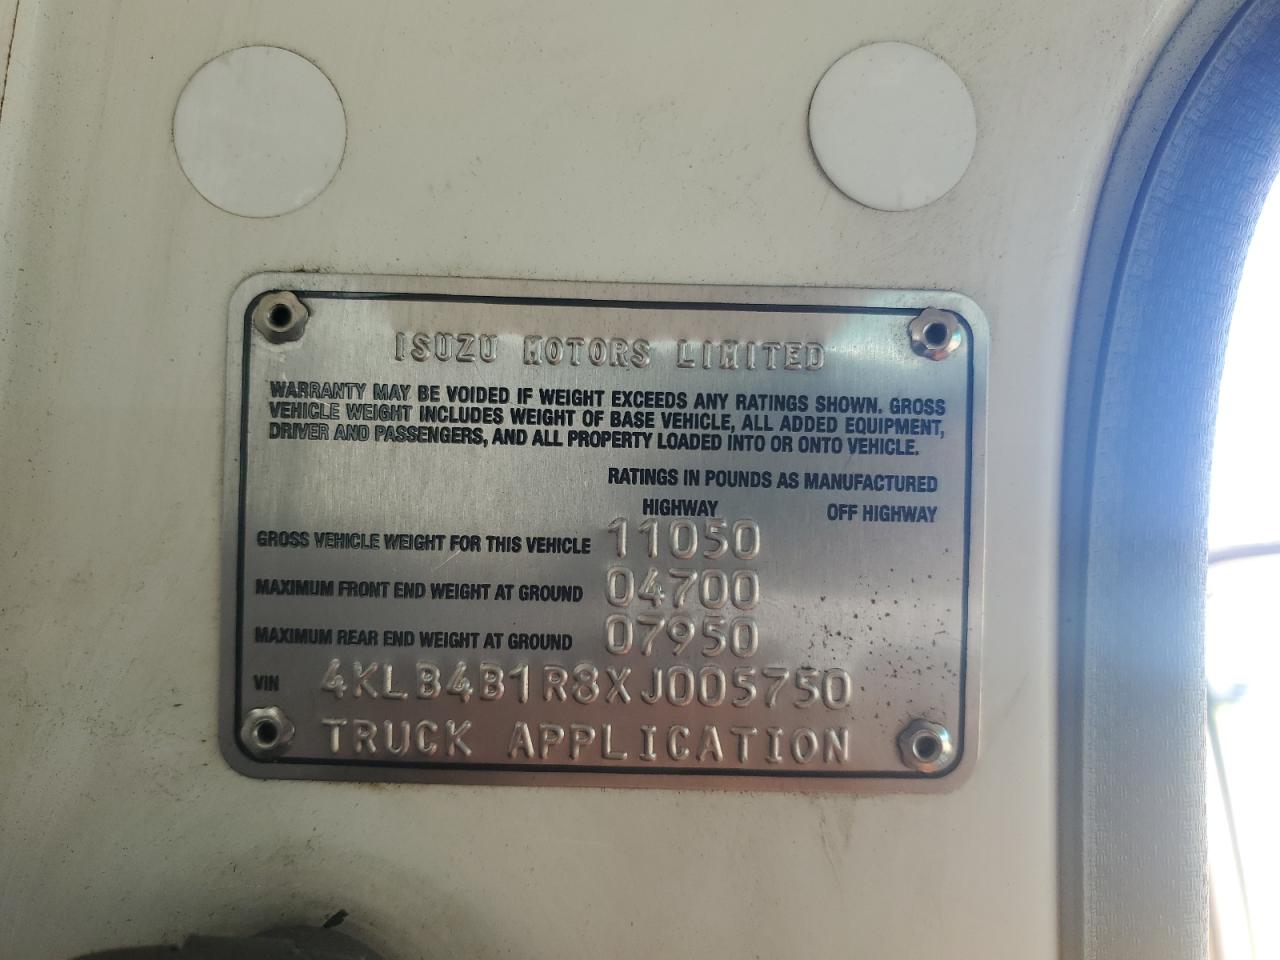 ISUZU MOTORS LIMITED
WARRANTY MAY BE VOIDED IF WEIGHT EXCEEDS ANY RATINGS SHOWN. GROSS
VEHICLE WEIGHT INCLUDES WEIGHT OF BASE VEHICLE, ALL ADDED EQUIPMENT,
DRIVER AND PASSENGERS, AND ALL PROPERTY LOADED INTO OR ONTO VEHICLE.
RATINGS IN POUNDS AS MANUFACTURED
HIGHWAY OFF HIGHWAY
GROSS VEHICLE WEIGHT FOR THIS VEHICLE 11050
MAXIMUM FRONT END WEIGHT AT GROUND 04700
MAXIMUM REAR END WEIGHT AT GROUND 07950
VIN 4KLB4B1R8XJ005750
TRUCK APPLICATION